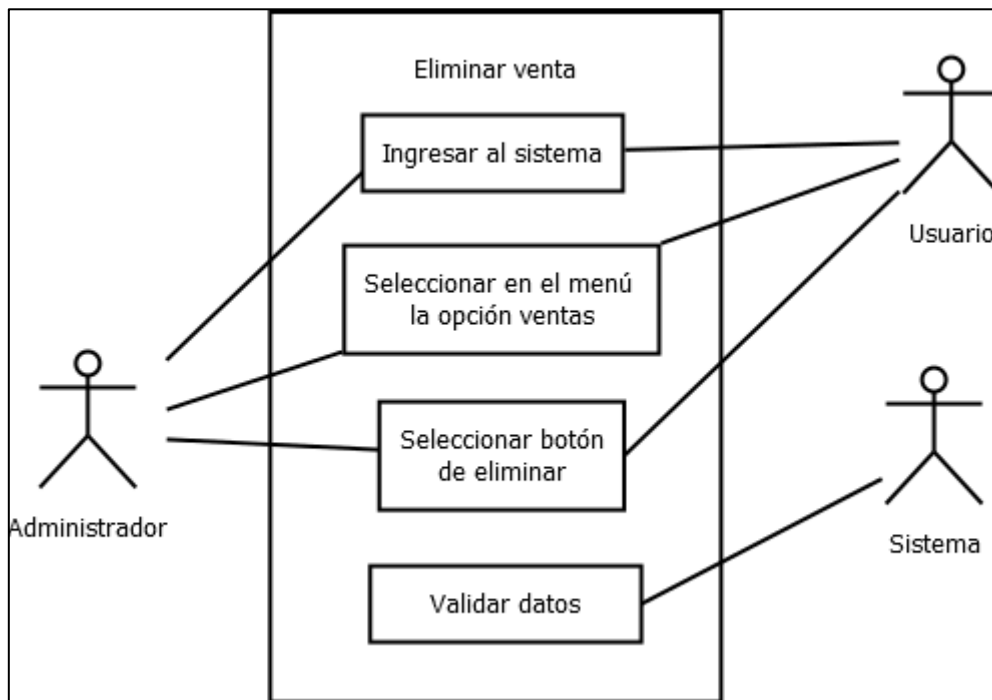 Eliminar venta
Ingresar al sistema
Usuario
Seleccionar en el menú
la opción ventas
Seleccionar botón
de eliminar
Administrador
Sistema
Validar datos